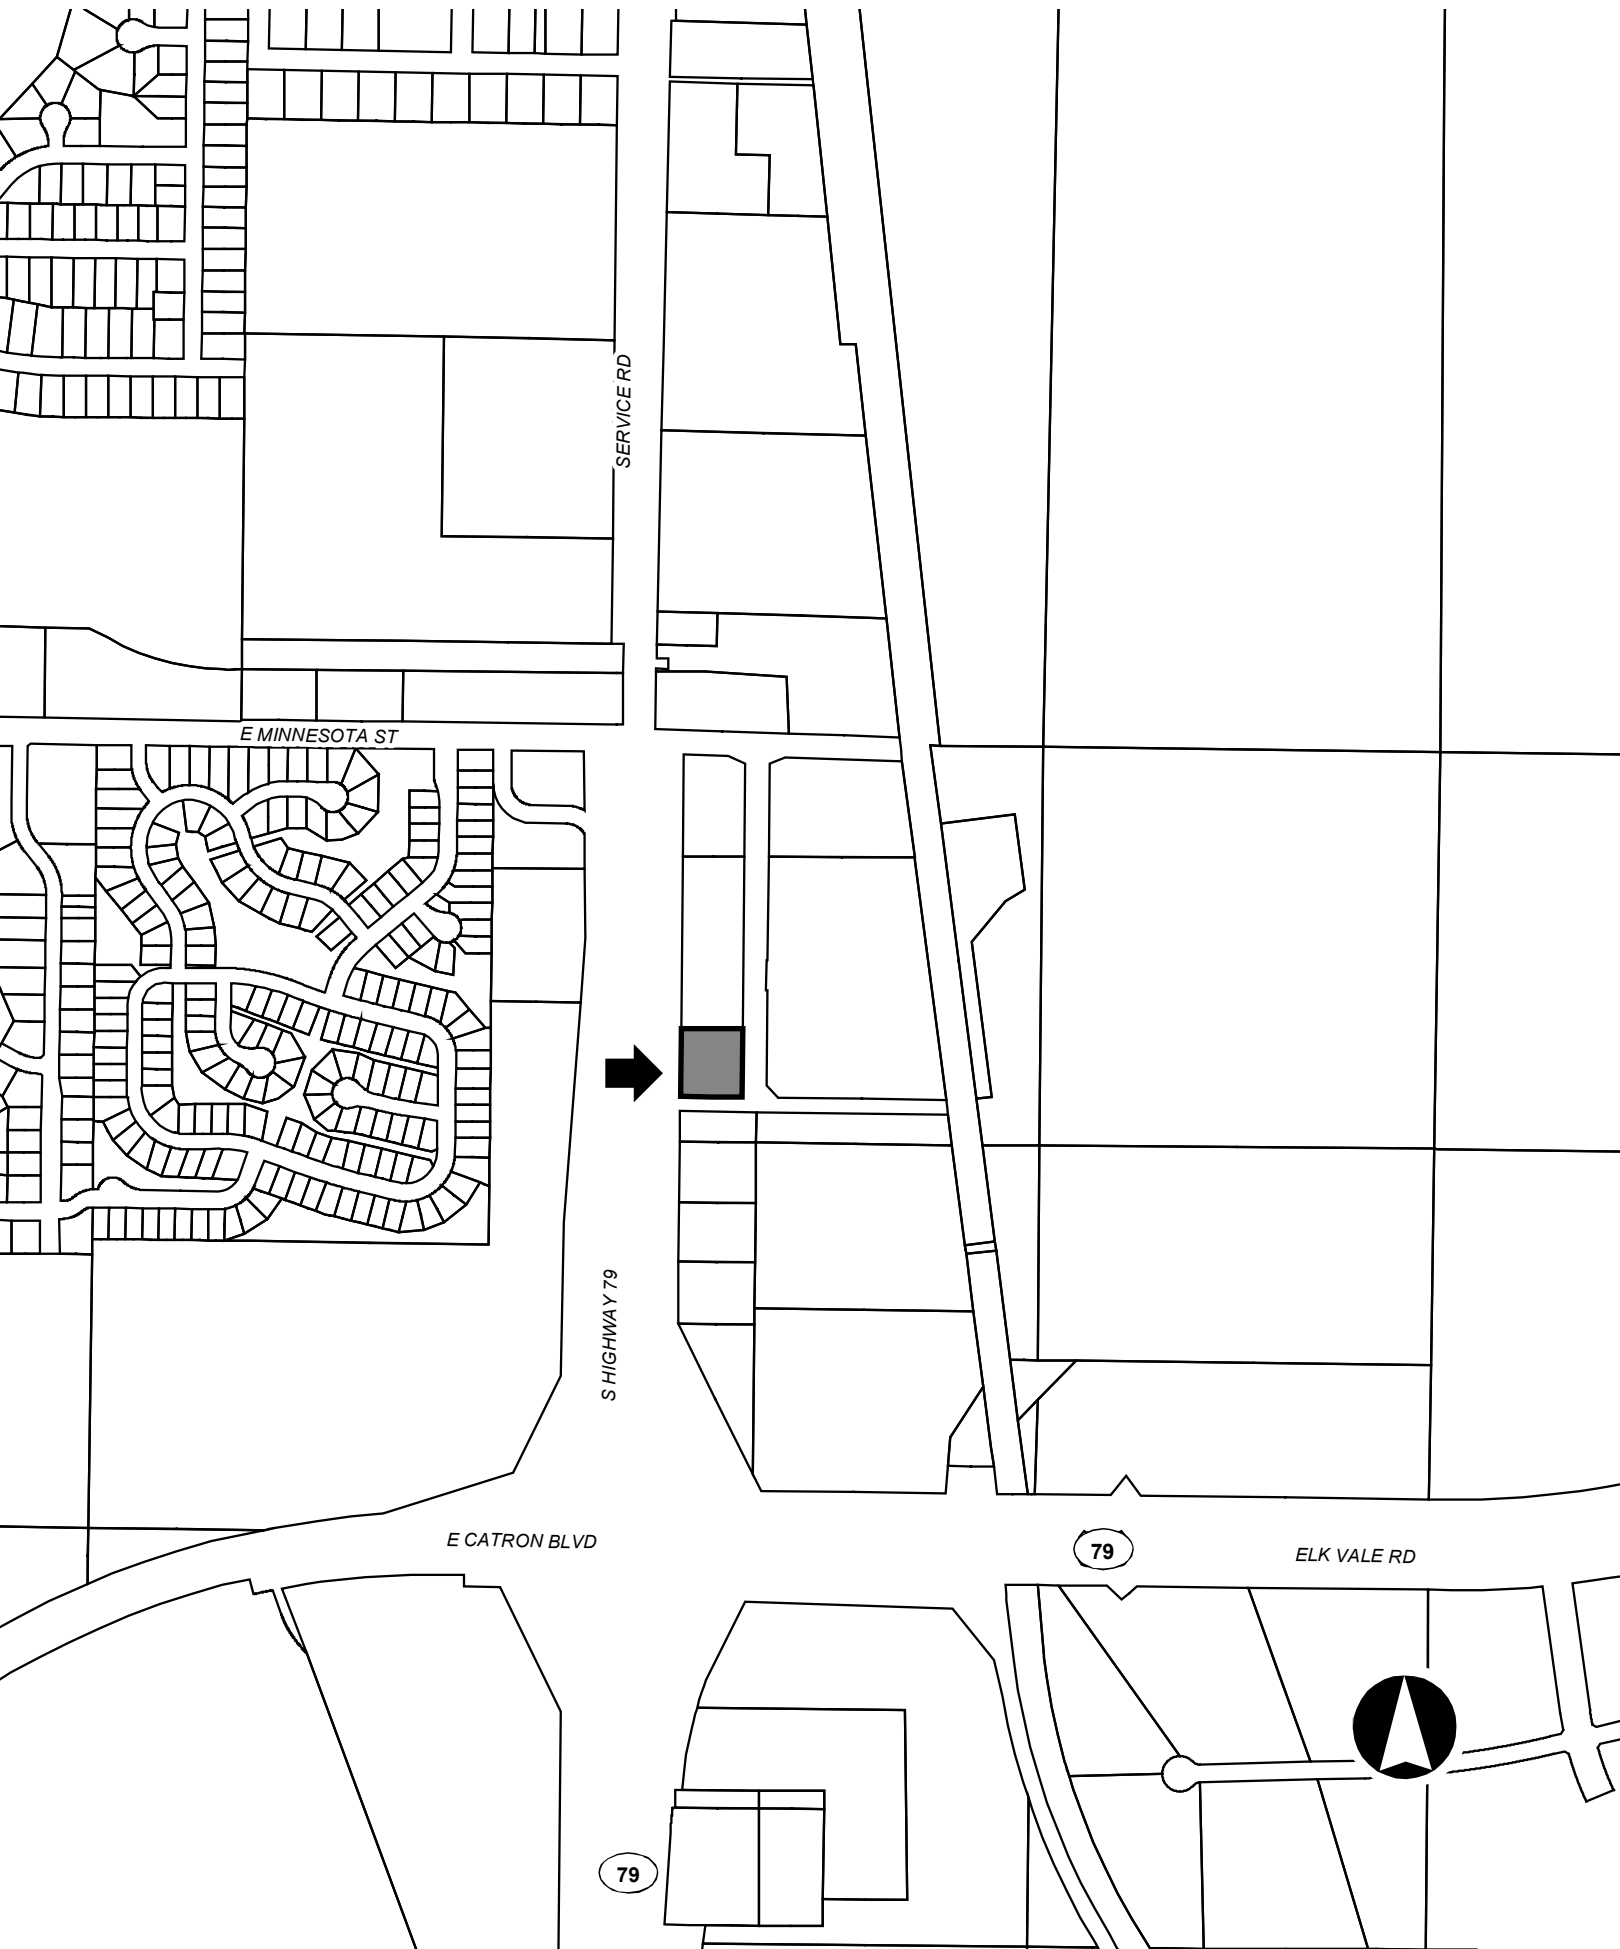 SERVICE RD
E MINNESOTA ST
S HIGHWAY 79
E CATRON BLVD
79
ELK VALE RD
79